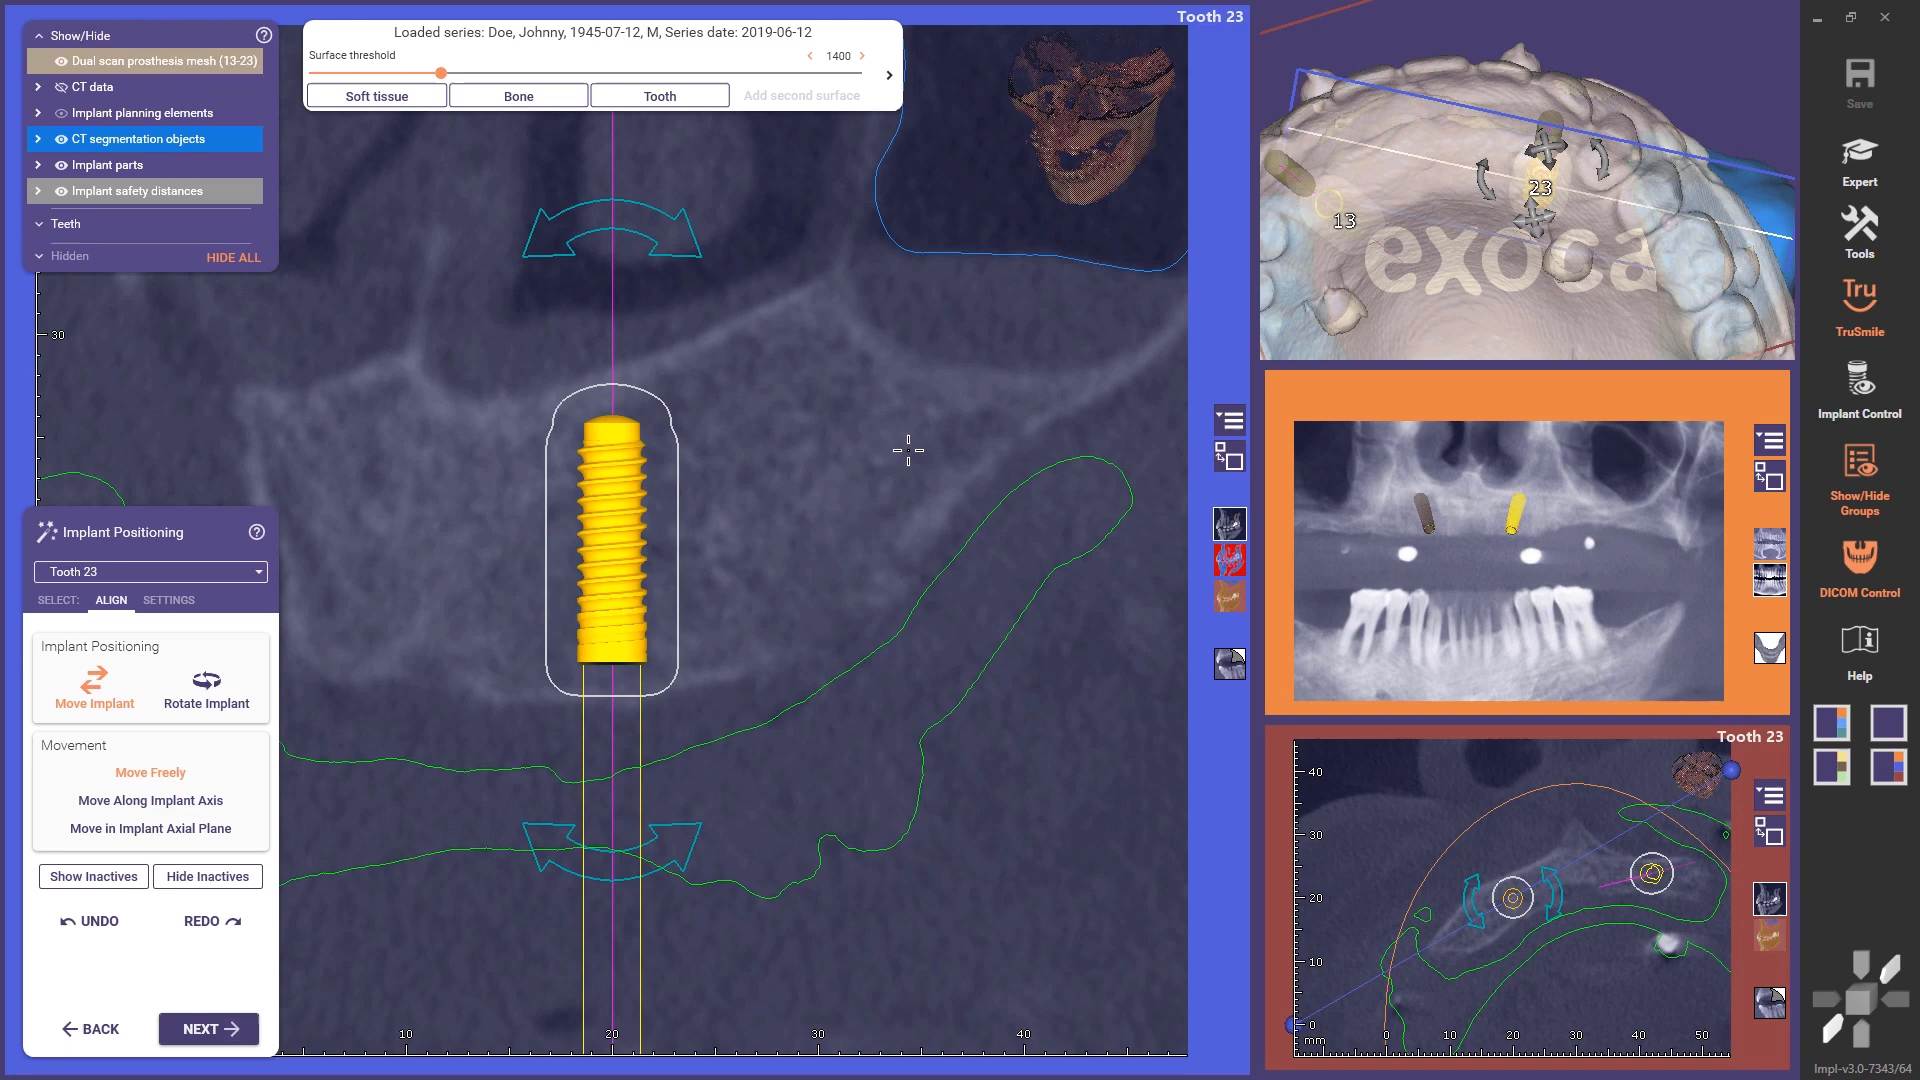 Show/Hide
Dual scan prosthesis mesh (13-23)
CT data
Implant planning elements
CT segmentation objects
Implant parts
Implant safety distances
Teeth
Hidden
HIDE ALL
Loaded series: Doe, Johnny, 1945-07-12, M, Series date: 2019-06-12
Surface threshold
1400
Soft tissue
Bone
Tooth
Add second surface
Tooth 23
30
10
20
30
40
Implant Positioning
Tooth 23
SELECT:
ALIGN
SETTINGS
Implant Positioning
Move Implant
Rotate Implant
Movement
Move Freely
Move Along Implant Axis
Move in Implant Axial Plane
Show Inactives
Hide Inactives
UNDO
REDO
BACK
NEXT
23
13
exoca
Tooth 23
40
30
20
10
0
mm
0
10
20
30
40
50
Save
Expert
Tools
Tru
TruSmile
Implant Control
Show/Hide
Groups
DICOM Control
Help
Impl-v3.0-7343/64